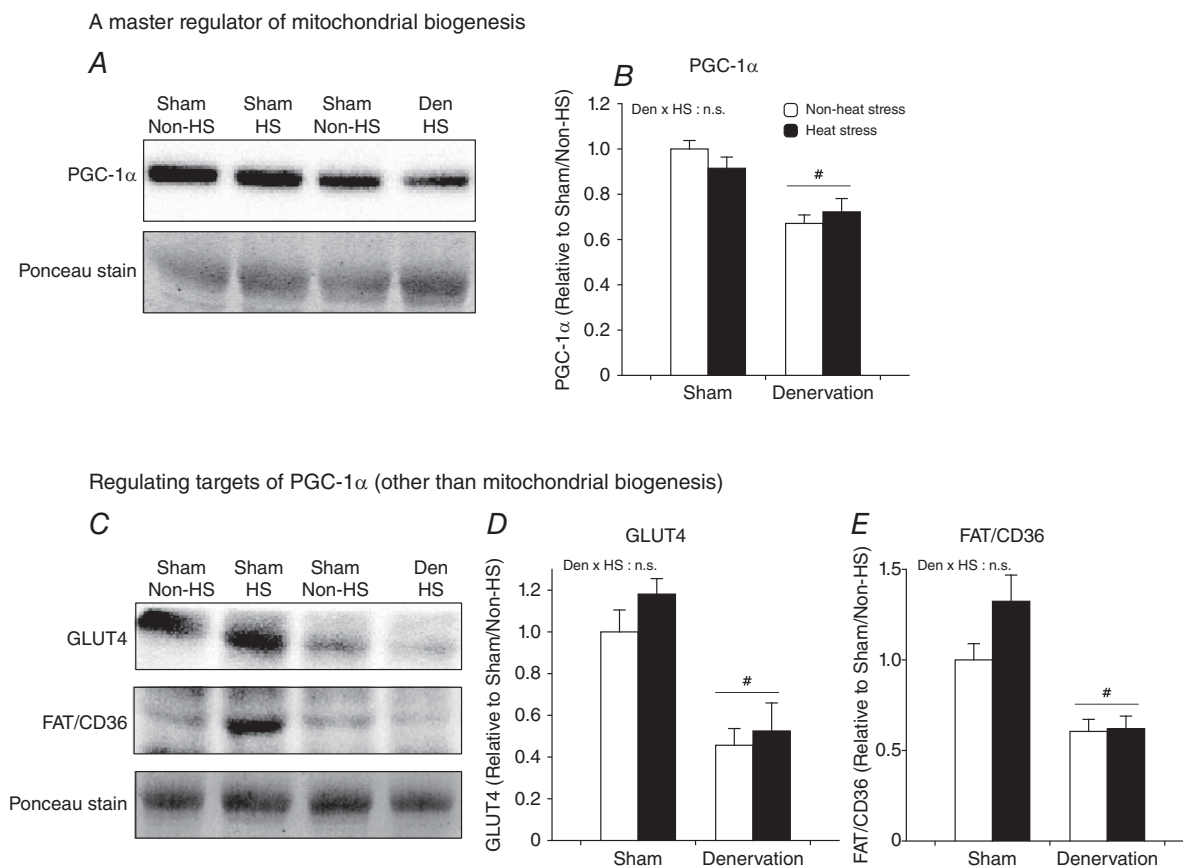 A master regulator of mitochondrial biogenesis
A
Sham Non-HS
Sham HS
Sham Non-HS
Den HS
PGC-1α
Ponceau stain
B
PGC-1α
PGC-1α (Relative to Sham/Non-HS)
Den x HS : n.s.
Non-heat stress
Heat stress
1.2
1.0
0.8
0.6
0.4
0.2
0
#
Sham
Denervation
Regulating targets of PGC-1α (other than mitochondrial biogenesis)
C
Sham Non-HS
Sham HS
Sham Non-HS
Den HS
GLUT4
FAT/CD36
Ponceau stain
D
GLUT4
GLUT4 (Relative to Sham/Non-HS)
Den x HS : n.s.
1.2
1.0
0.8
0.6
0.4
0.2
0
#
Sham
Denervation
E
FAT/CD36
FAT/CD36 (Relative to Sham/Non-HS)
Den x HS : n.s.
1.5
1.0
0.5
0
#
Sham
Denervation